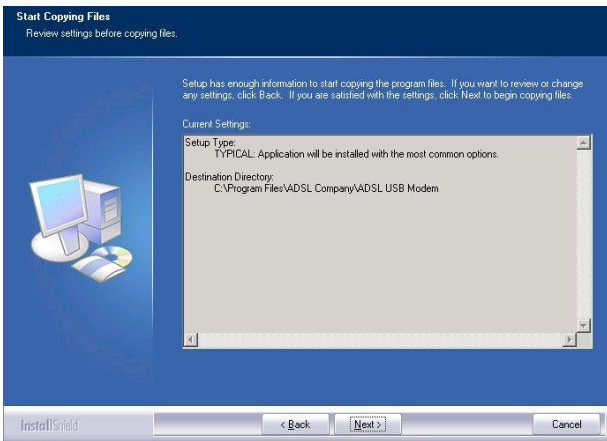 Start Copying Files
Review settings before copying files.
Setup has enough information to start copying the program files. If you want to review or change
any settings, click Back. If you are satisfied with the settings, click Next to begin copying files.
Current Settings:
Setup Type:
TYPICAL: Application will be installed with the most common options.
Destination Directory:
C:\Program Files\ADSL Company\ADSL USB Modem
InstallShield
< Back
Next >
Cancel